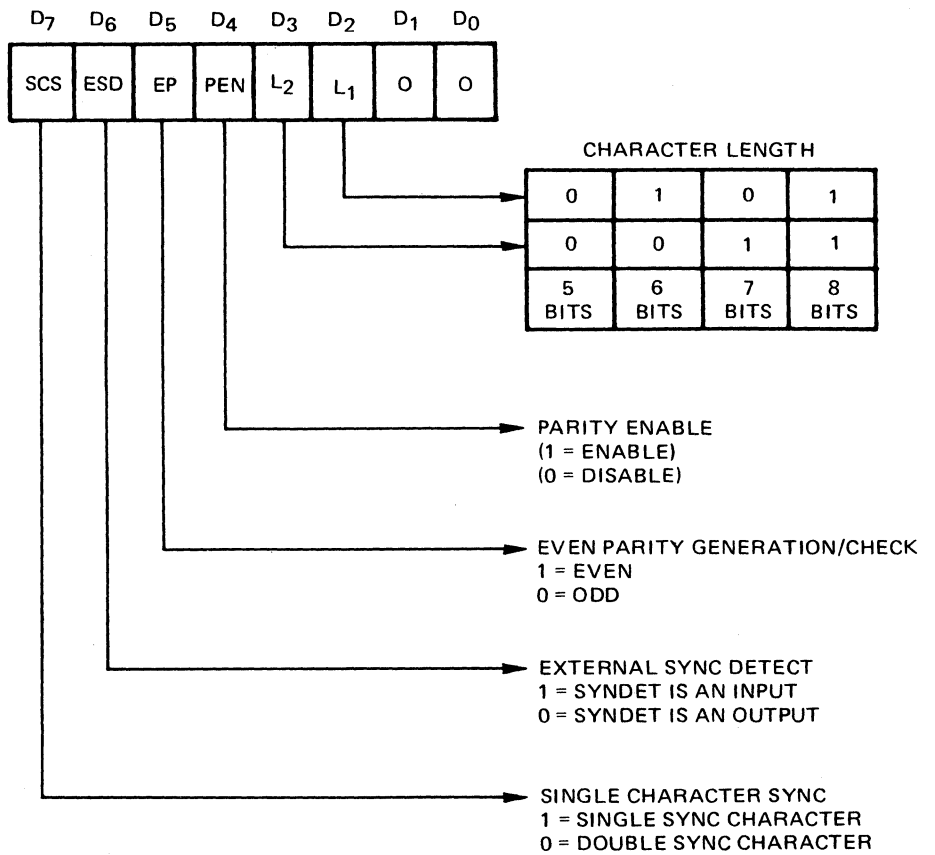 D7 D6 D5 D4 D3 D2 D1 D0
SCS ESD EP PEN L2 L1 0 0
CHARACTER LENGTH
0 1 0 1
0 0 1 1
5 6 7 8
BITS BITS BITS BITS
PARITY ENABLE
(1 = ENABLE)
(0 = DISABLE)
EVEN PARITY GENERATION/CHECK
1 = EVEN
0 = ODD
EXTERNAL SYNC DETECT
1 = SYNDET IS AN INPUT
0 = SYNDET IS AN OUTPUT
SINGLE CHARACTER SYNC
1 = SINGLE SYNC CHARACTER
0 = DOUBLE SYNC CHARACTER